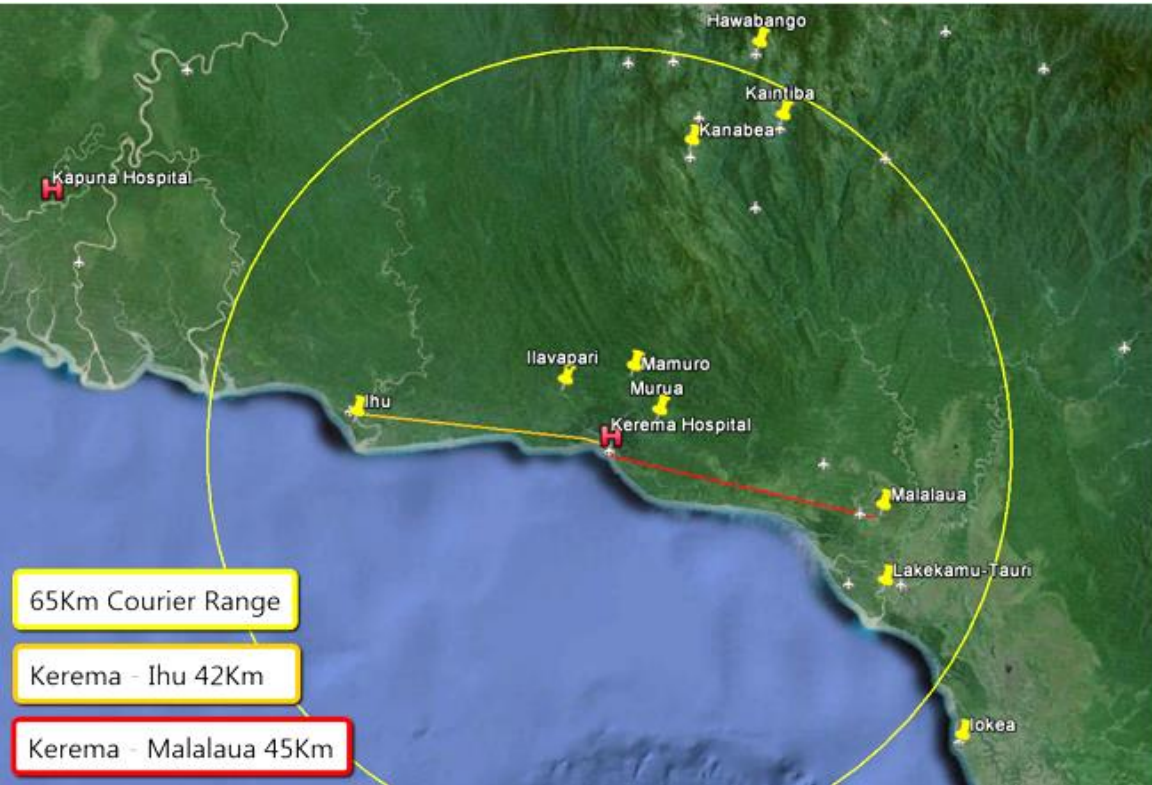 Hawabango
Kaintiba
Kanabea
Kapuna Hospital
Ilavapari
Mamuro
Murua
Ihu
Kerema Hospital
Malalaua
Lakekamu-Tauri
Iokea
65Km Courier Range
Kerema - Ihu 42Km
Kerema - Malalaua 45Km